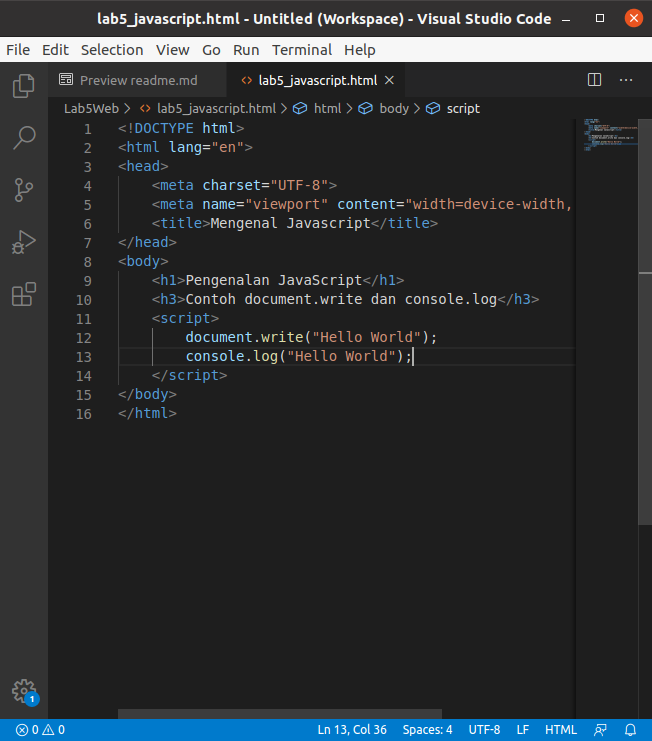 lab5_javascript.html - Untitled (Workspace) - Visual Studio Code
File Edit Selection View Go Run Terminal Help
Preview readme.md lab5_javascript.html
Lab5Web > lab5_javascript.html > html > body > script
1 <!DOCTYPE html>
2 <html lang="en">
3 <head>
4 <meta charset="UTF-8">
5 <meta name="viewport" content="width=device-width,
6 <title>Mengenal Javascript</title>
7 </head>
8 <body>
9 <h1>Pengenalan JavaScript</h1>
10 <h3>Contoh document.write dan console.log</h3>
11 <script>
12 document.write("Hello World");
13 console.log("Hello World");
14 </script>
15 </body>
16 </html>
1
0 0 Ln 13, Col 36 Spaces: 4 UTF-8 LF HTML